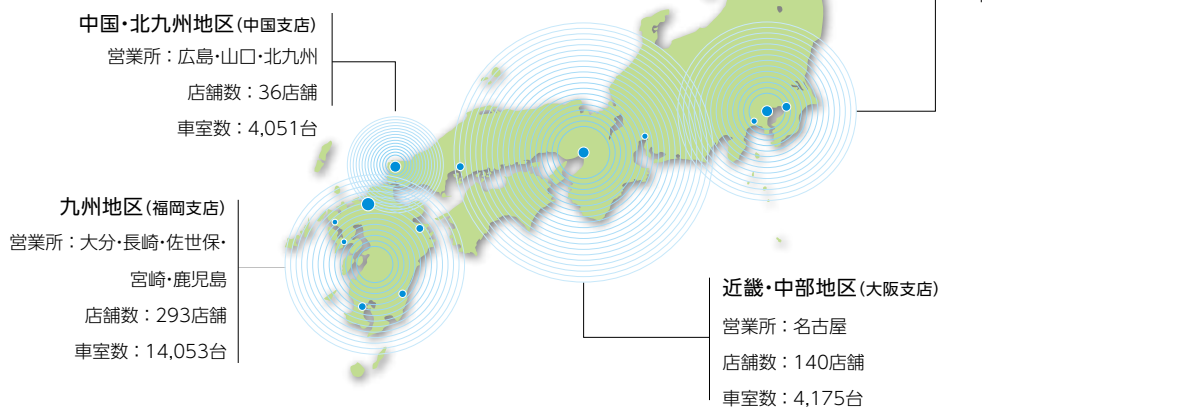 中国・北九州地区(中国支店)
営業所：広島・山口・北九州
店舗数：36店舗
車室数：4,051台
九州地区(福岡支店)
営業所：大分・長崎・佐世保・
宮崎・鹿児島
店舗数：293店舗
車室数：14,053台
近畿・中部地区(大阪支店)
営業所：名古屋
店舗数：140店舗
車室数：4,175台